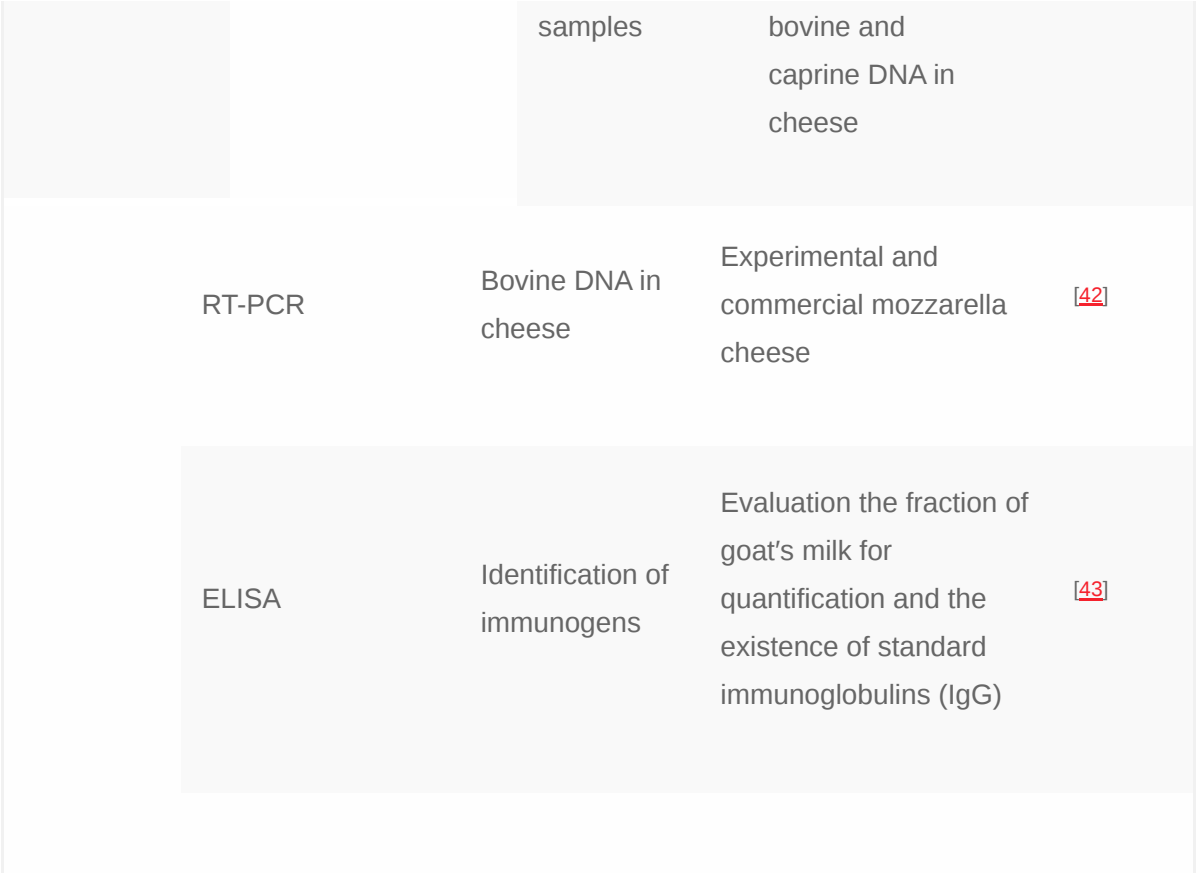 samples
bovine and
caprine DNA in
cheese
RT-PCR
Bovine DNA in
cheese
Experimental and
commercial mozzarella
cheese
[42]
ELISA
Identification of
immunogens
Evaluation the fraction of
goat′s milk for
quantification and the
existence of standard
immunoglobulins (IgG)
[43]